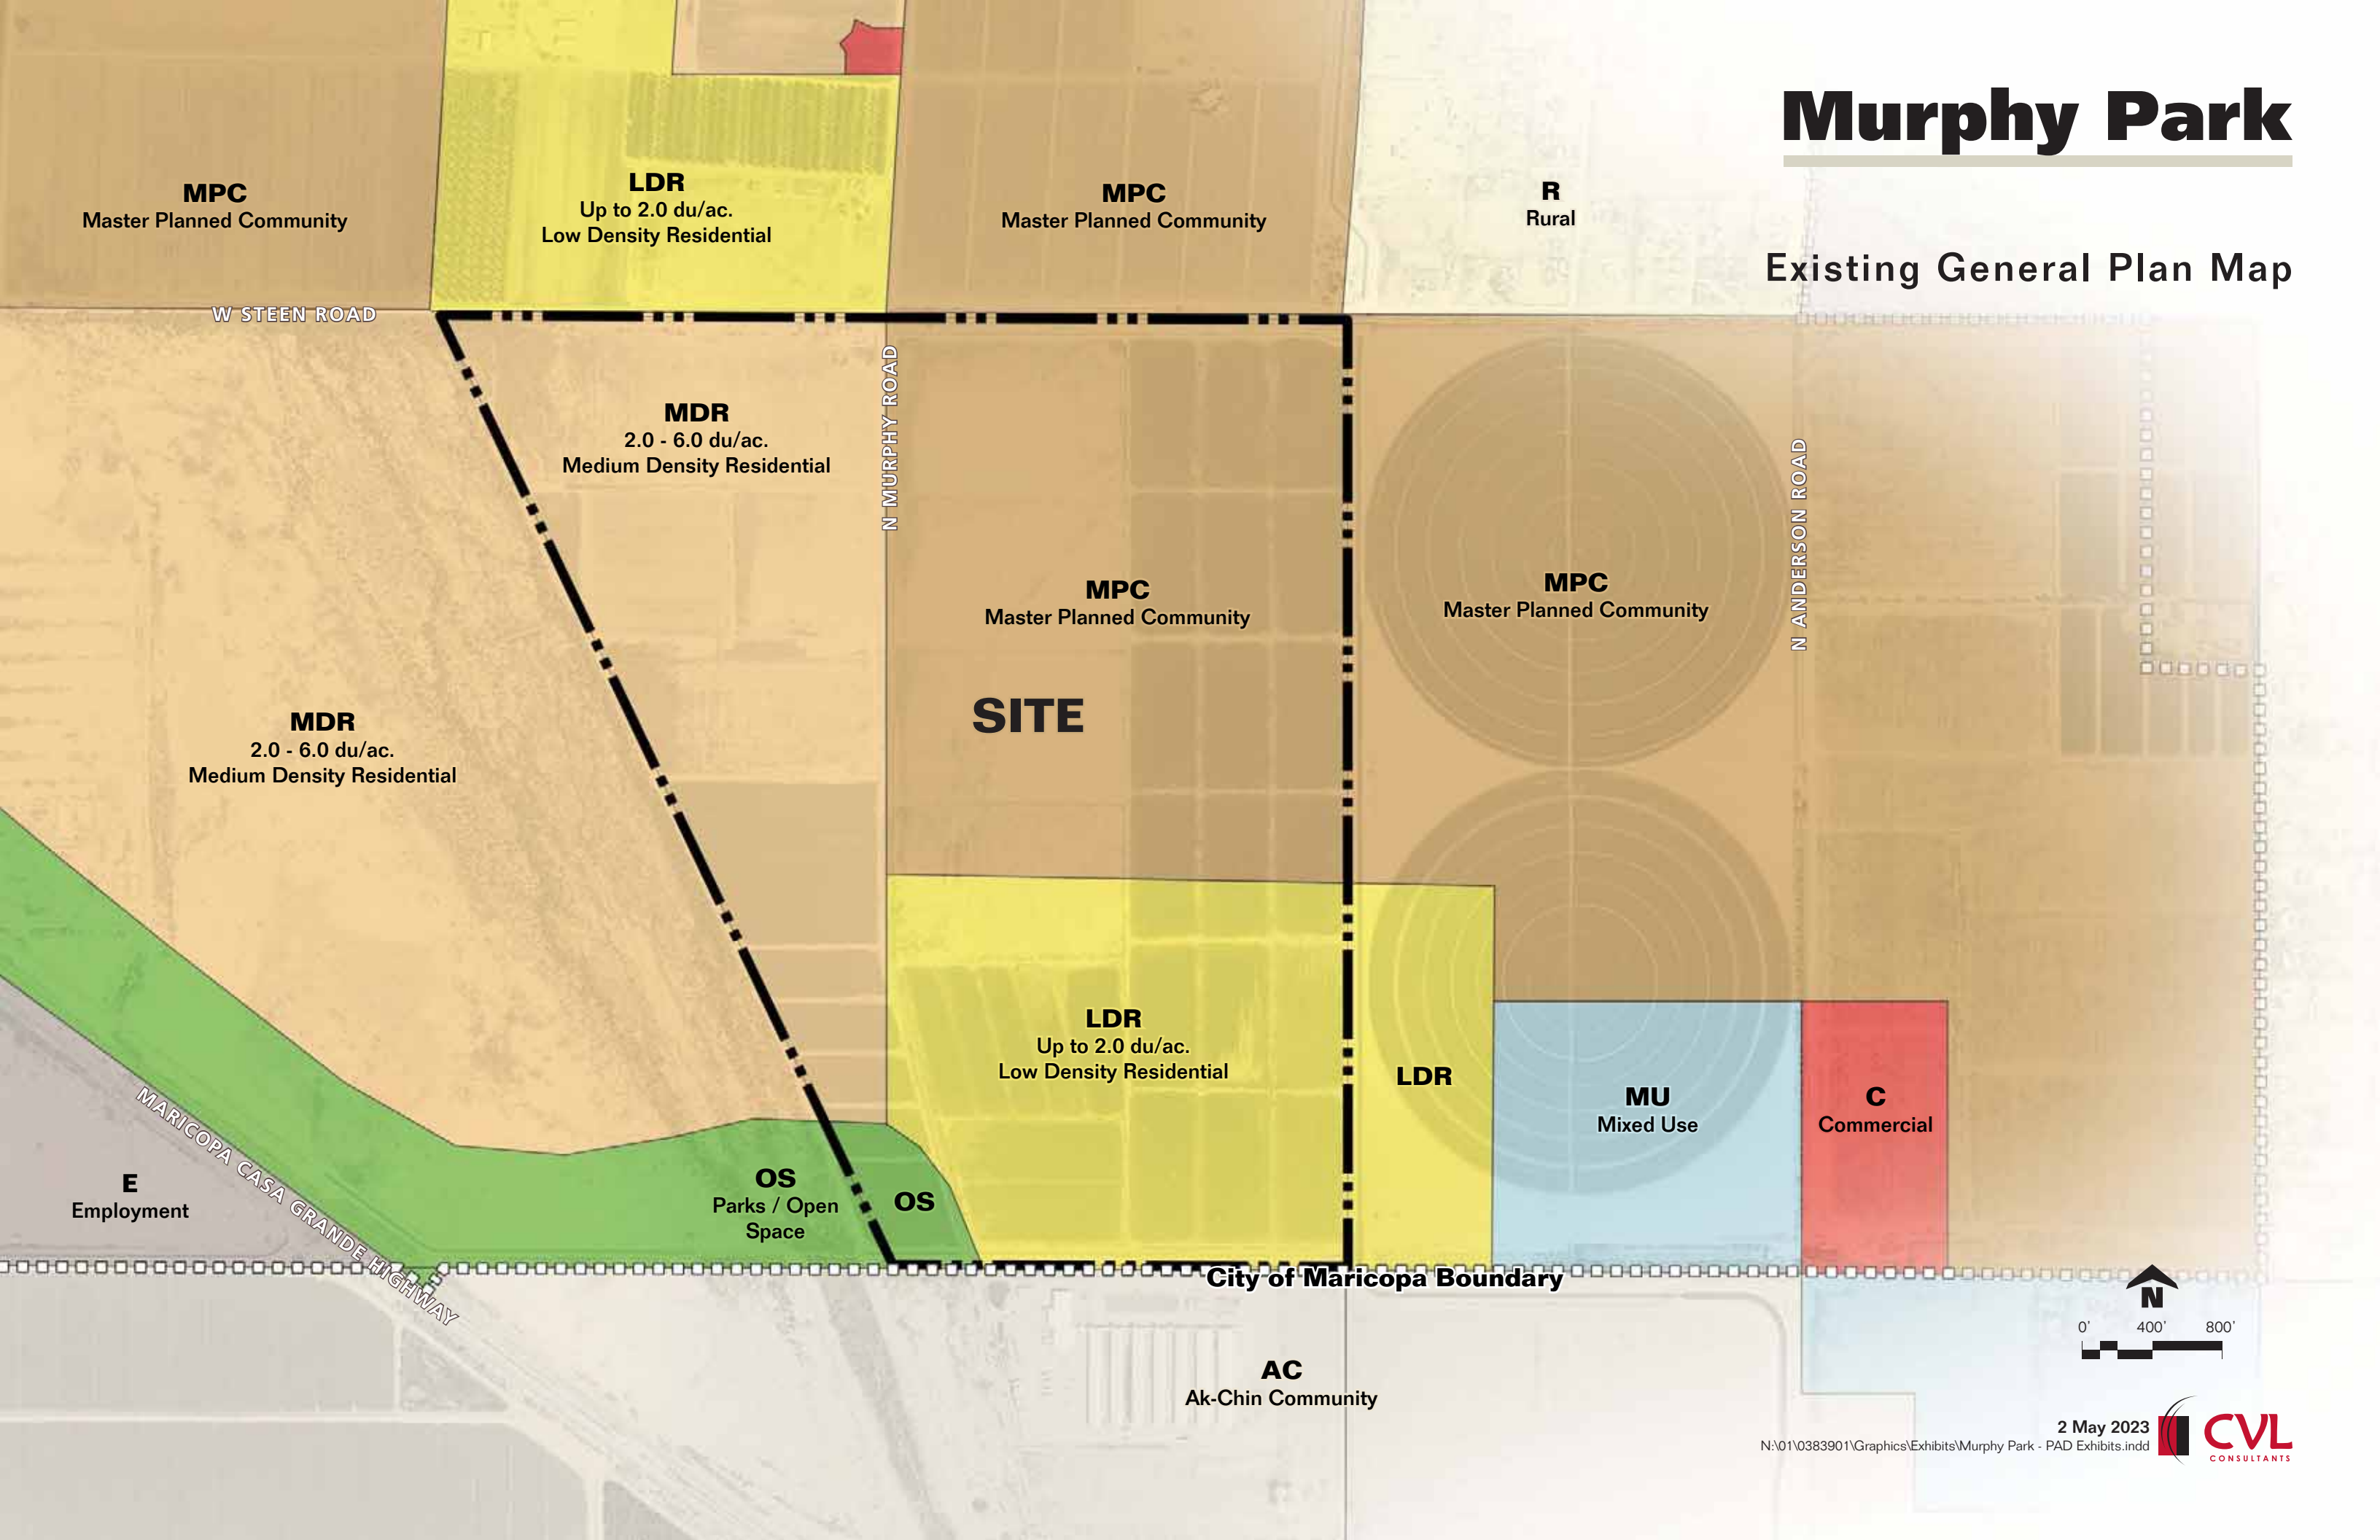 Murphy Park
Existing General Plan Map
MPC
Master Planned Community
LDR
Up to 2.0 du/ac.
Low Density Residential
MPC
Master Planned Community
R
Rural
W STEEN ROAD
N MURPHY ROAD
N ANDERSON ROAD
MDR
2.0 - 6.0 du/ac.
Medium Density Residential
MPC
Master Planned Community
MPC
Master Planned Community
SITE
MDR
2.0 - 6.0 du/ac.
Medium Density Residential
LDR
Up to 2.0 du/ac.
Low Density Residential
LDR
MU
Mixed Use
C
Commercial
MARICOPA CASA GRANDE HIGHWAY
E
Employment
OS
Parks / Open
Space
OS
City of Maricopa Boundary
AC
Ak-Chin Community
N
0' 400' 800'
2 May 2023
N:\01\0383901\Graphics\Exhibits\Murphy Park - PAD Exhibits.indd
CVL
CONSULTANTS